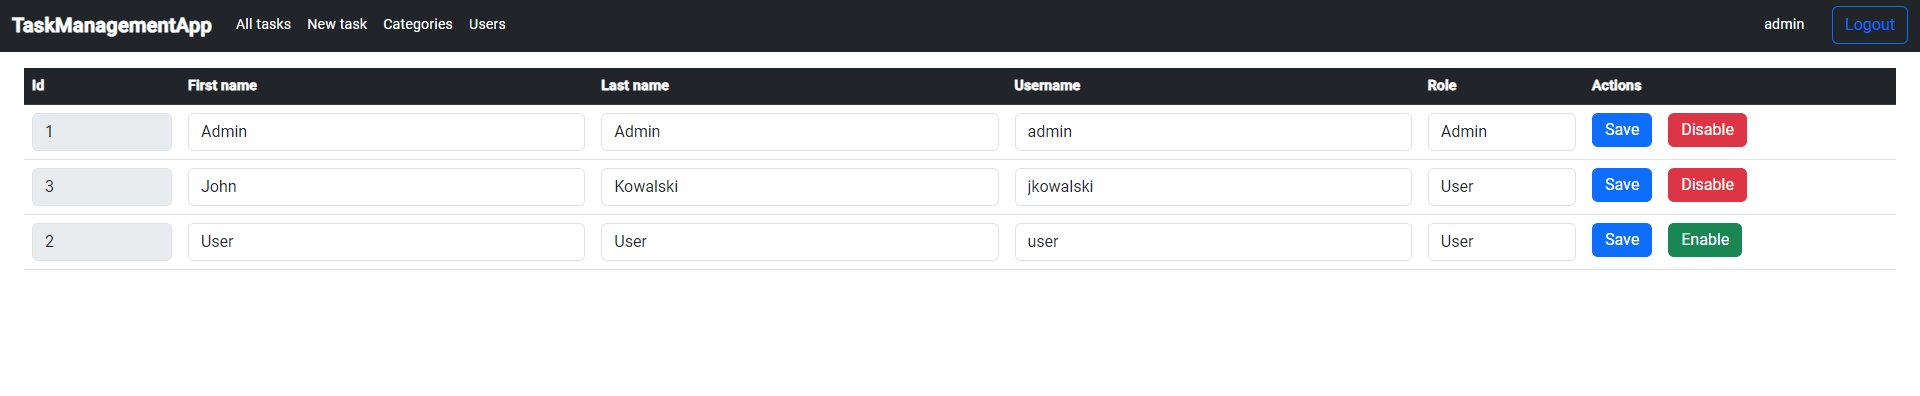 TaskManagementApp All tasks New task Categories Users admin Logout
Id First name Last name Username Role Actions
1 Admin Admin admin Admin Save Disable
3 John Kowalski jkowalski User Save Disable
2 User User user User Save Enable